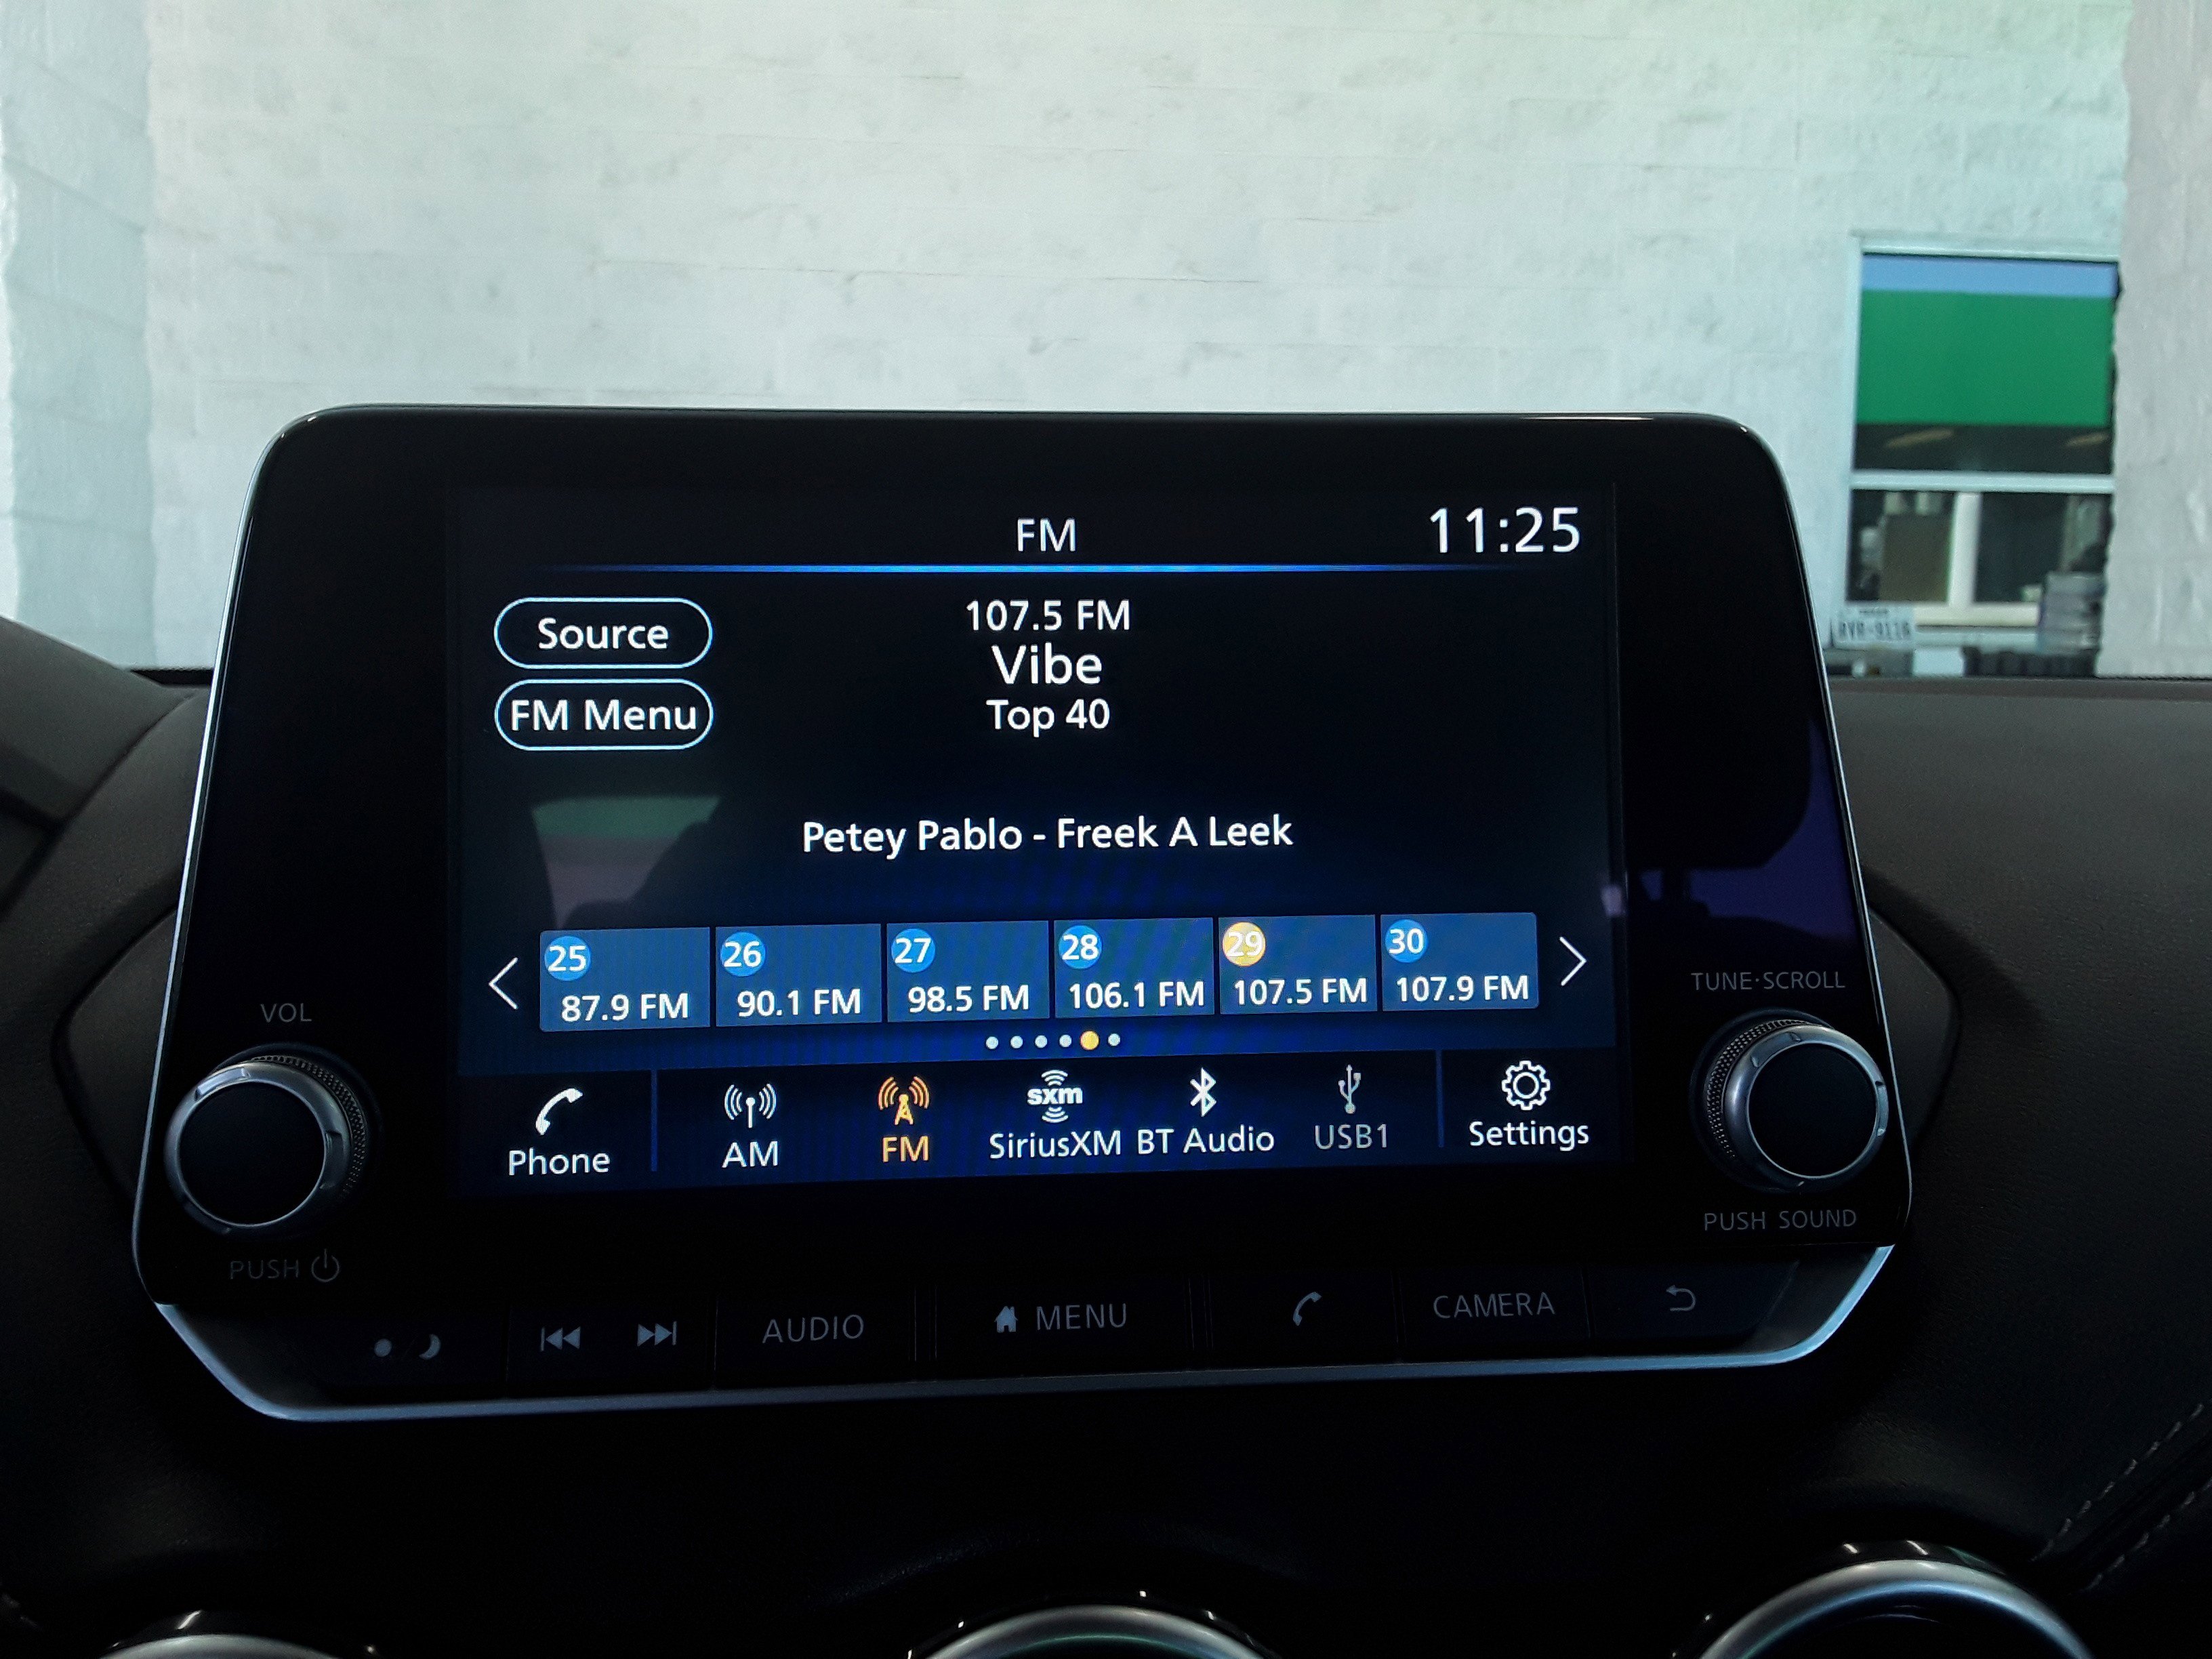 FM
11:25
Source
107.5 FM
Vibe
FM Menu
Top 40
Petey Pablo - Freek A Leek
25
87.9 FM
26
90.1 FM
27
98.5 FM
28
106.1 FM
29
107.5 FM
30
107.9 FM
Phone
AM
FM
sxm
SiriusXM
BT Audio
USB1
Settings
VOL
PUSH
TUNE·SCROLL
PUSH SOUND
AUDIO
MENU
CAMERA